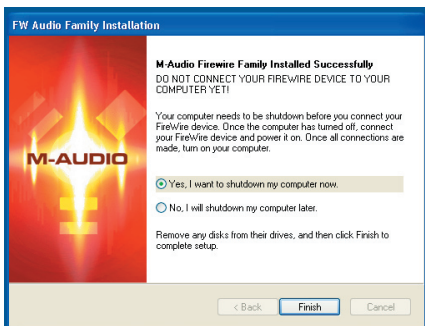 FW Audio Family Installation
M-Audio Firewire Family Installed Successfully
DO NOT CONNECT YOUR FIREWIRE DEVICE TO YOUR
COMPUTER YET!
Your computer needs to be shutdown before you connect your
FireWire device. Once the computer has turned off, connect
your FireWire device and power it on. Once all connections are
made, turn on your computer.
M-AUDIO
Yes, I want to shutdown my computer now.
No, I will shutdown my computer later.
Remove any disks from their drives, and then click Finish to
complete setup.
< Back
Finish
Cancel